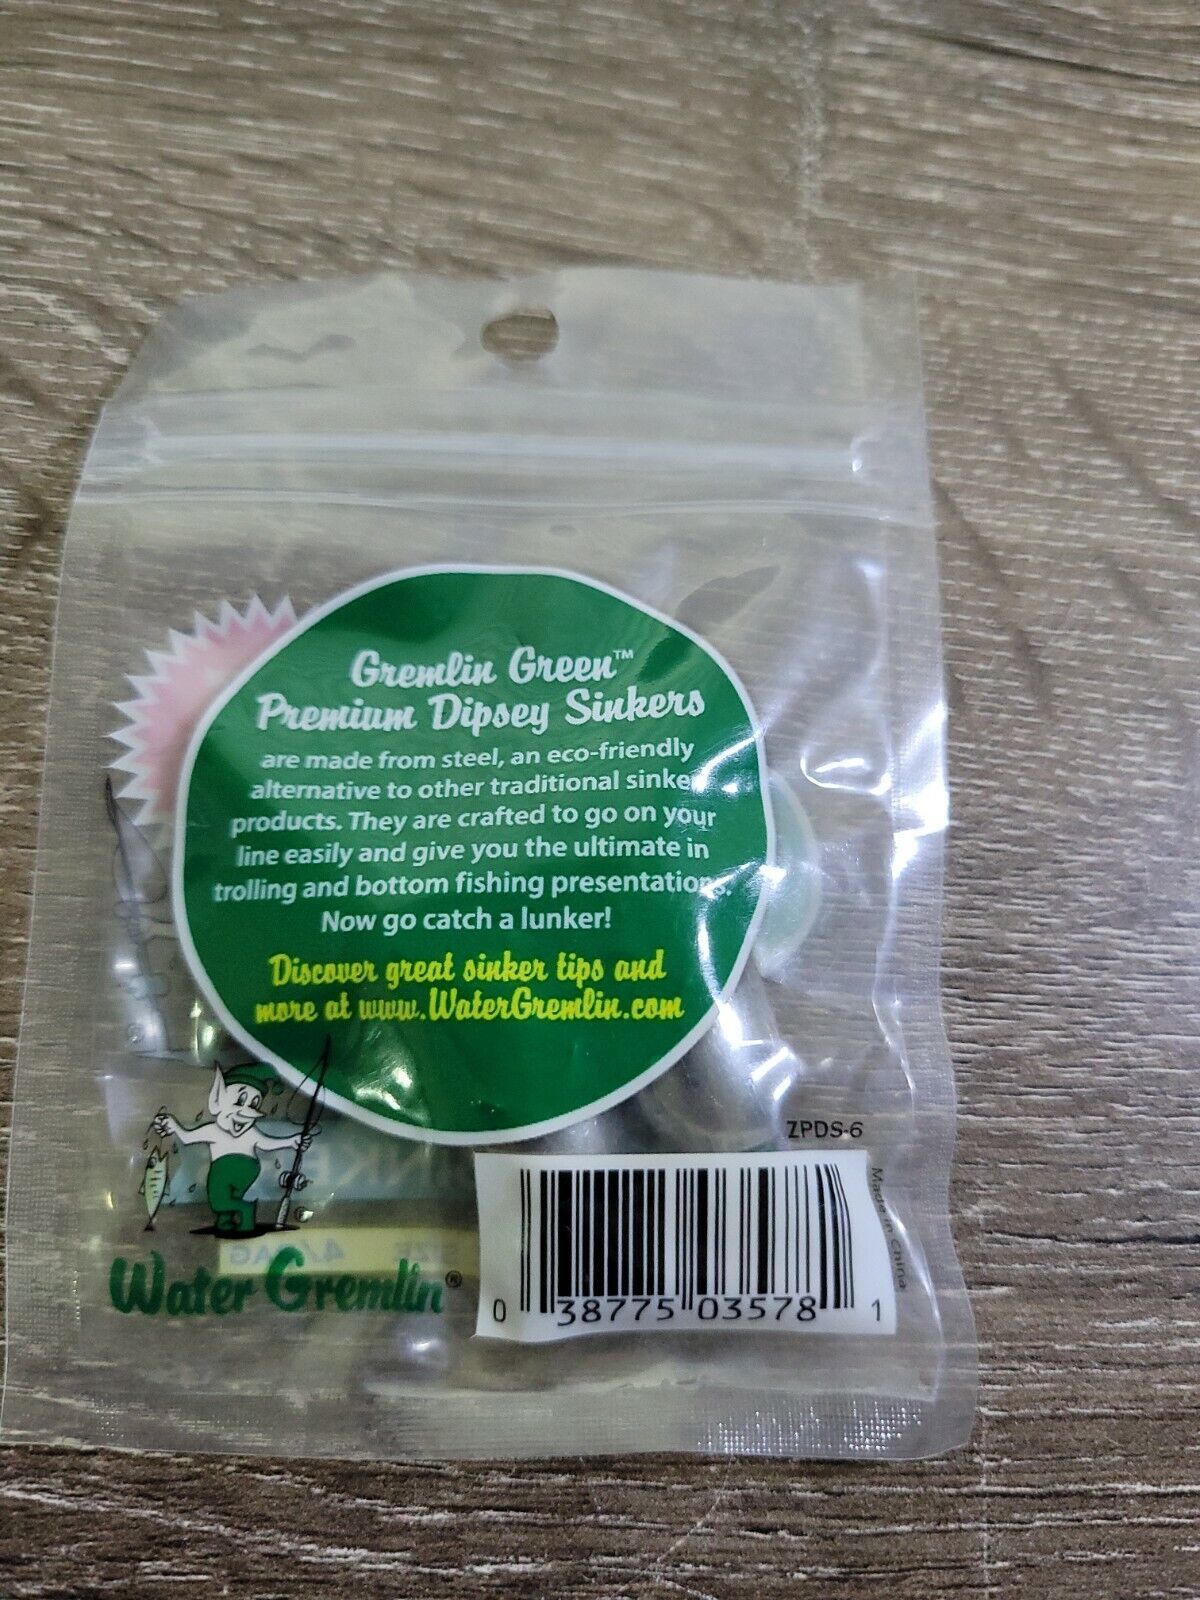 Gremlin Green™
Premium Dipsey Sinkers
are made from steel, an eco-friendly
alternative to other traditional sinker
products. They are crafted to go on your
line easily and give you the ultimate in
trolling and bottom fishing presentations.
Now go catch a lunker!
Discover great sinker tips and
more at www.WaterGremlin.com
ZPDS-6
Made in China
Water Gremlin®
0 38775 03578 1